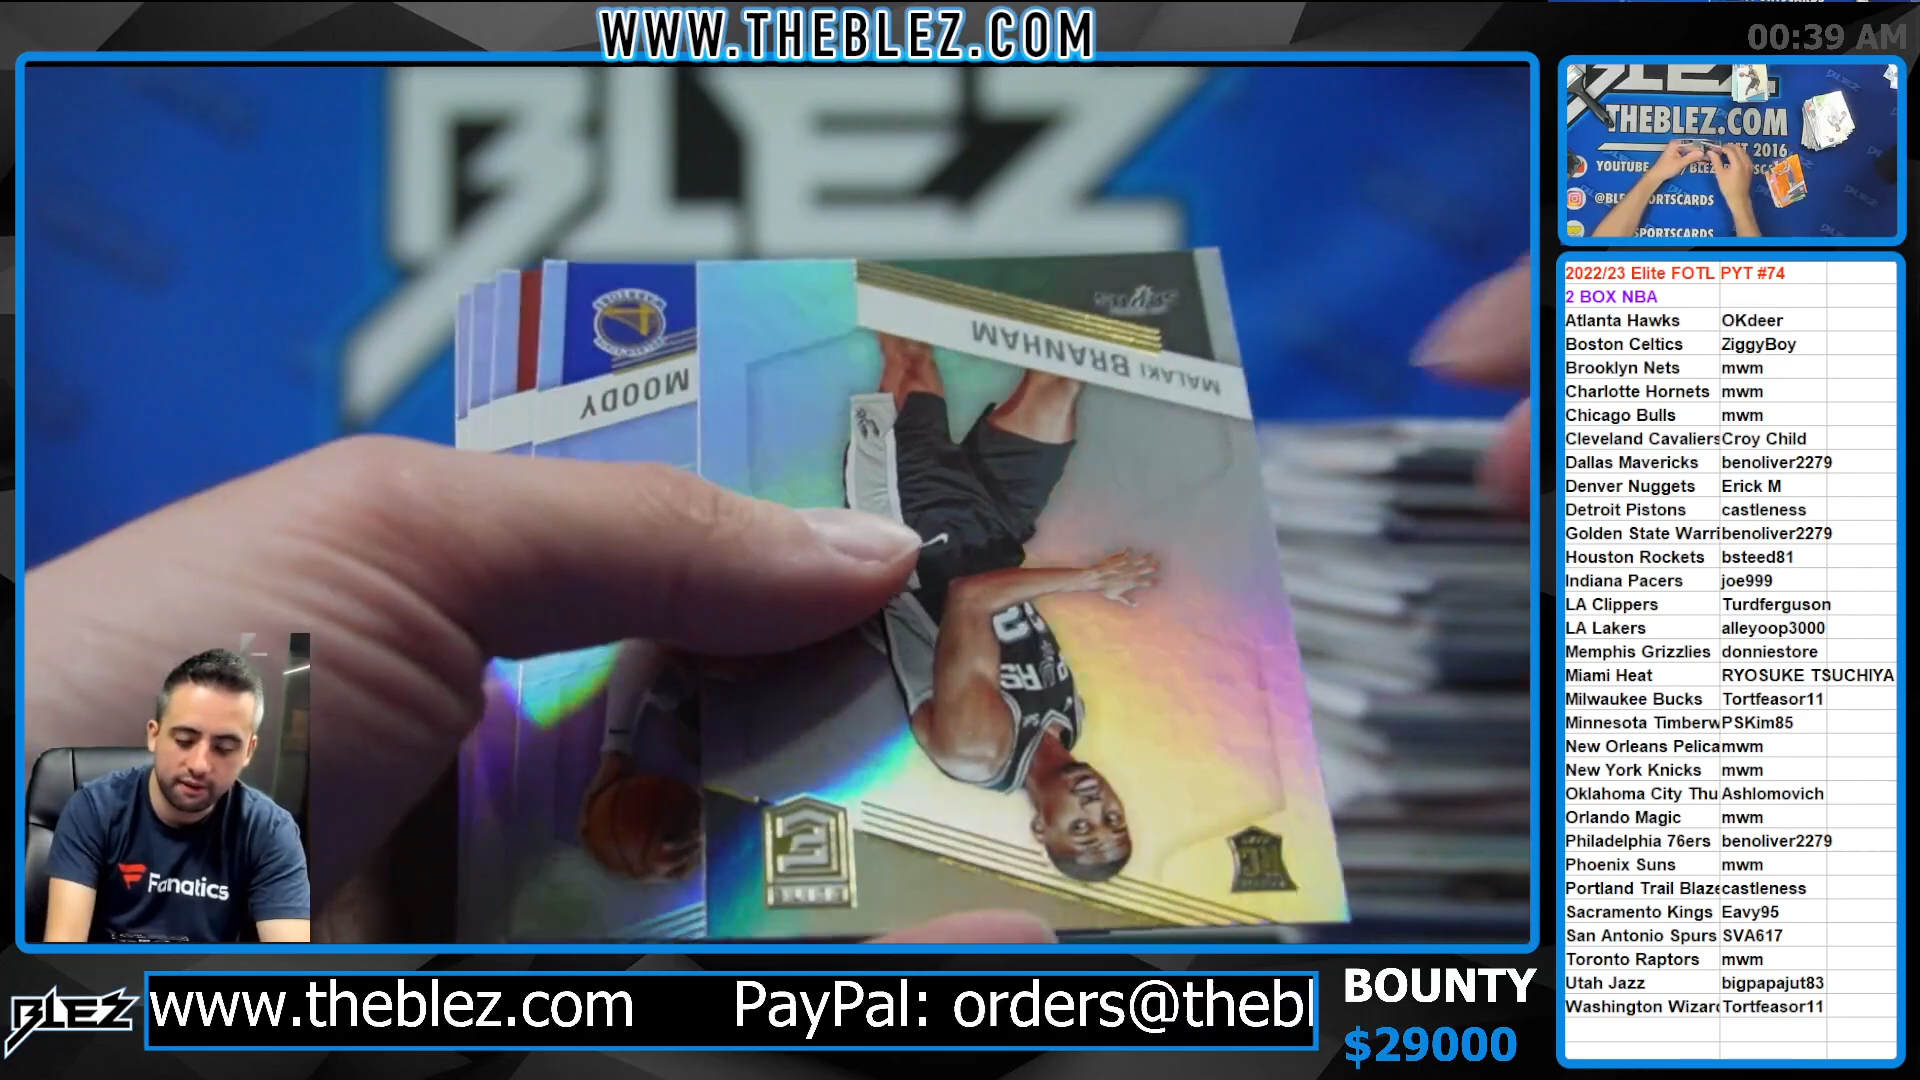 WWW.THEBLEZ.COM
00:39 AM
BLEZ
THEBLEZ.COM
2016
YOUTUBE
SPORTSCARDS
MALAKI BRANHAM
MOODY
ELITE
Fanatics
2022/23 Elite FOTL PYT #74
2 BOX NBA
Atlanta Hawks OKdeer
Boston Celtics ZiggyBoy
Brooklyn Nets mwm
Charlotte Hornets mwm
Chicago Bulls mwm
Cleveland Cavaliers Croy Child
Dallas Mavericks benoliver2279
Denver Nuggets Erick M
Detroit Pistons castleness
Golden State Warri benoliver2279
Houston Rockets bsteed81
Indiana Pacers joe999
LA Clippers Turdferguson
LA Lakers alleyoop3000
Memphis Grizzlies donniestore
Miami Heat RYOSUKE TSUCHIYA
Milwaukee Bucks Tortfeasor11
Minnesota Timberw PSKim85
New Orleans Pelica mwm
New York Knicks mwm
Oklahoma City Thu Ashlomovich
Orlando Magic mwm
Philadelphia 76ers benoliver2279
Phoenix Suns mwm
Portland Trail Blaze castleness
Sacramento Kings Eavy95
San Antonio Spurs SVA617
Toronto Raptors mwm
Utah Jazz bigpapajut83
Washington Wizar Tortfeasor11
BLEZ
www.theblez.com PayPal: orders@thebl
BOUNTY
$29000